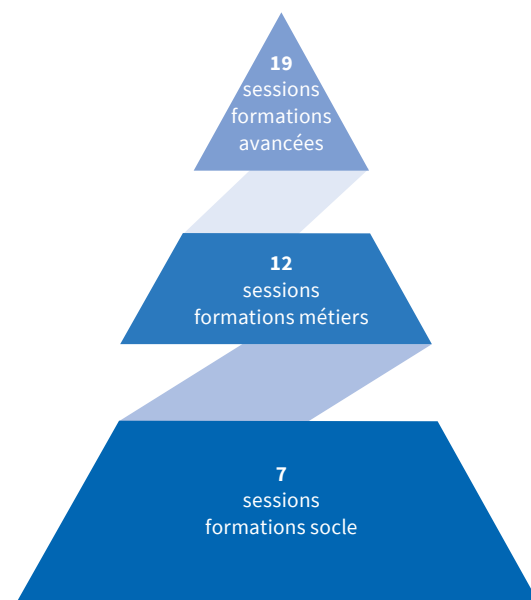 19
sessions
formations
avancées
12
sessions
formations métiers
7
sessions
formations socle